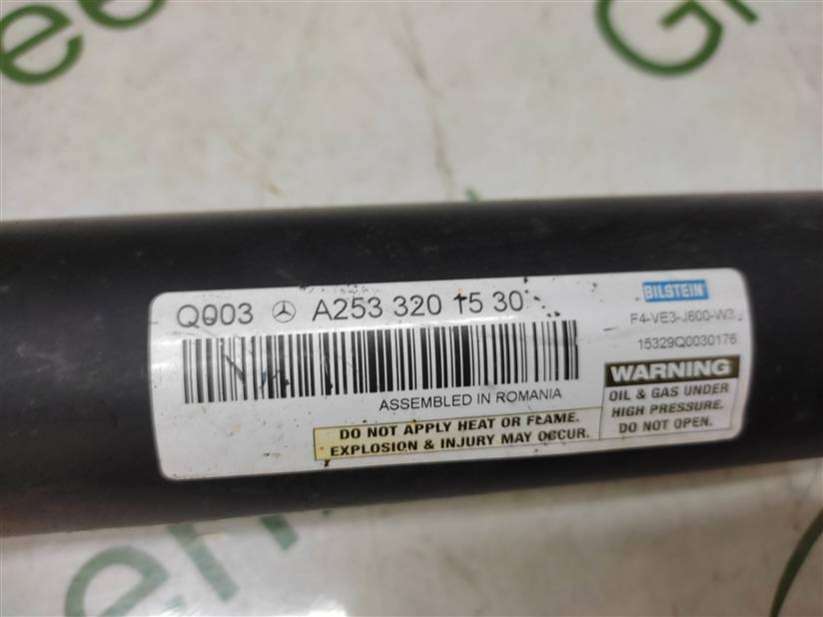 Q003 A253 320 15 30
BILSTEIN
F4-VE3-J600-W3
15329Q0030176
ASSEMBLED IN ROMANIA
WARNING
OIL & GAS UNDER
HIGH PRESSURE.
DO NOT OPEN.
DO NOT APPLY HEAT OR FLAME.
EXPLOSION & INJURY MAY OCCUR.